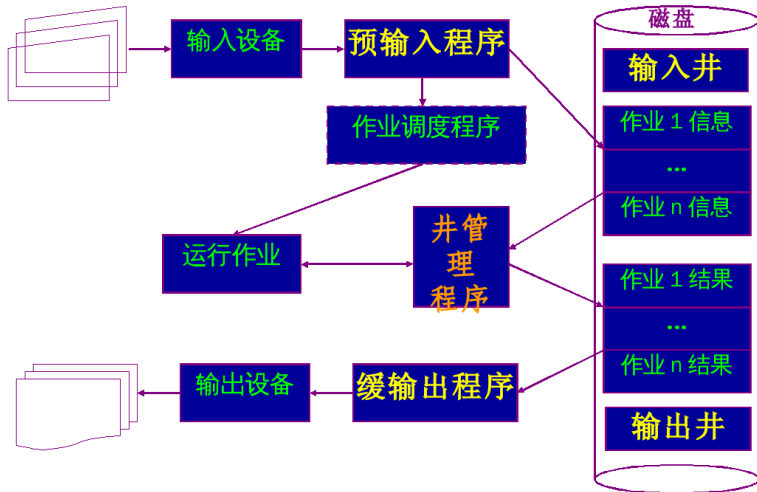 磁盘
输入设备
预输入程序
输入井
作业调度程序
作业1信息
...
作业n信息
运行作业
井管
理
程序
作业1结果
...
作业n结果
输出设备
缓输出程序
输出井